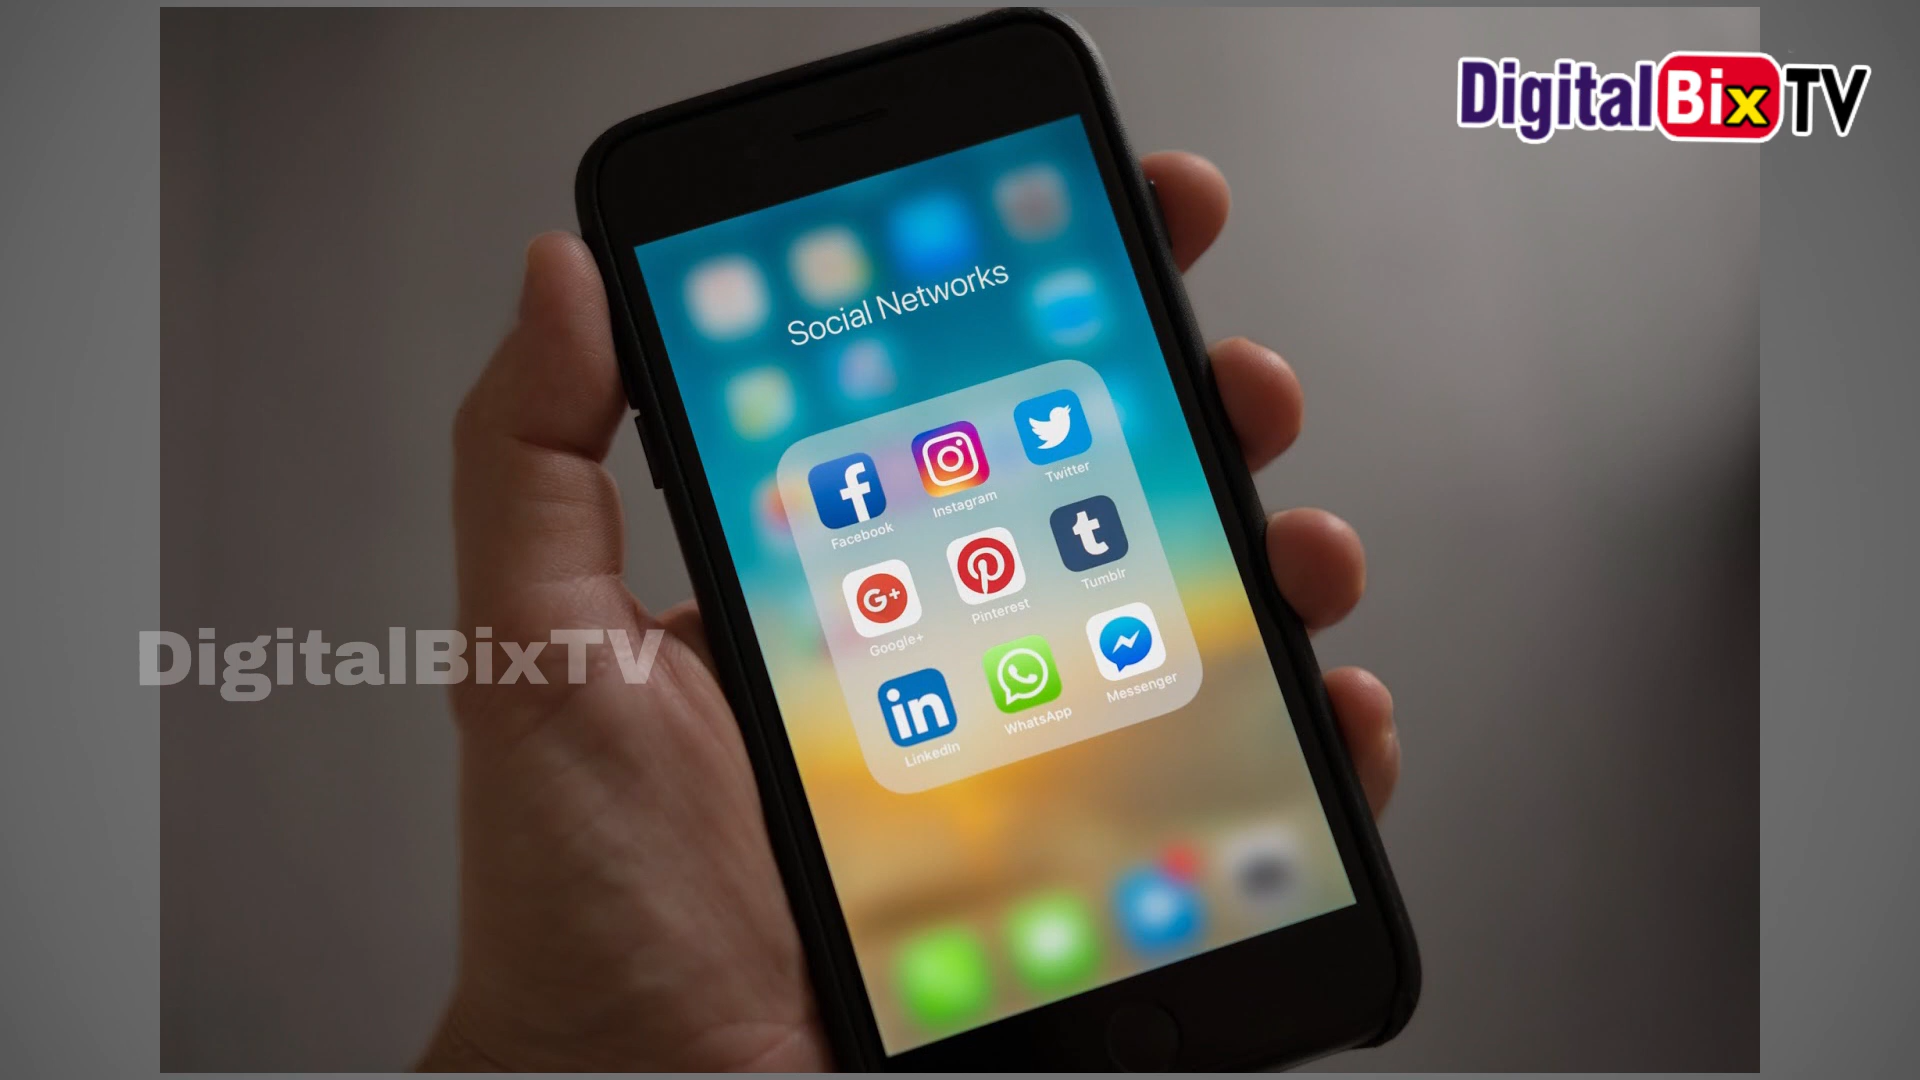 DigitalBixTV
Social Networks
Facebook
Instagram
Twitter
Google+
Pinterest
Tumblr
LinkedIn
WhatsApp
Messenger
DigitalBixTV